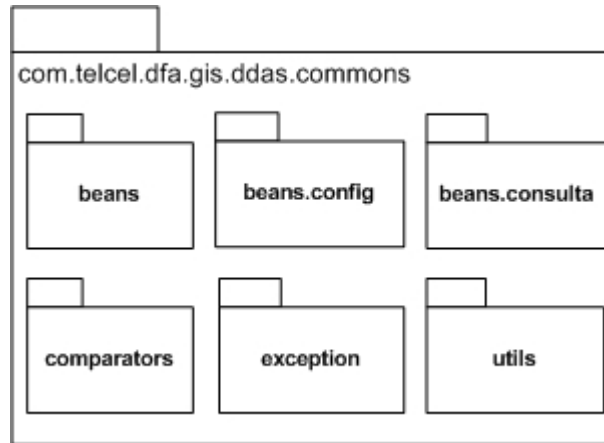 com.telcel.dfa.gis.ddas.commons
beans
beans.config
beans.consulta
comparators
exception
utils